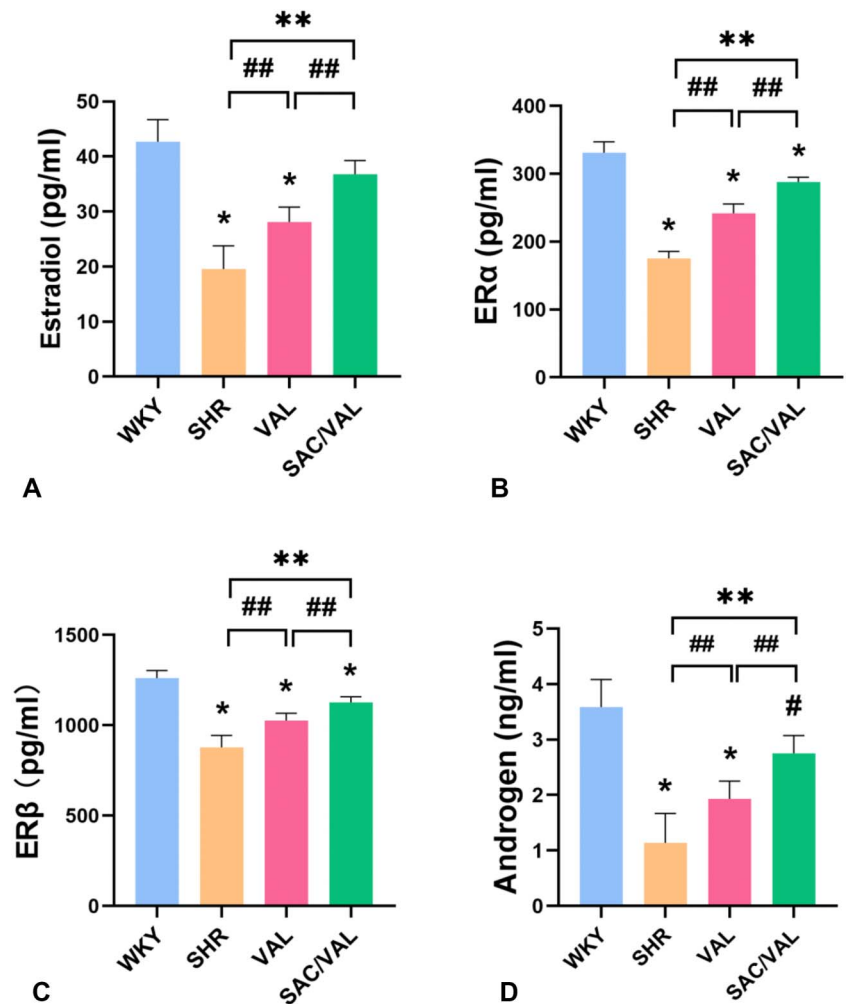 **
## ##
50
40
30
20
10
0
Estradiol (pg/ml)
*
*
WKY
SHR
VAL
SAC/VAL
A
**
## ##
400
300
200
100
0
ERα (pg/ml)
*
*
*
WKY
SHR
VAL
SAC/VAL
B
**
## ##
1500
1000
500
0
ERβ （pg/ml）
*
*
*
WKY
SHR
VAL
SAC/VAL
C
**
## ##
5
4
3
2
1
0
Androgen (ng/ml)
*
*
#
WKY
SHR
VAL
SAC/VAL
D